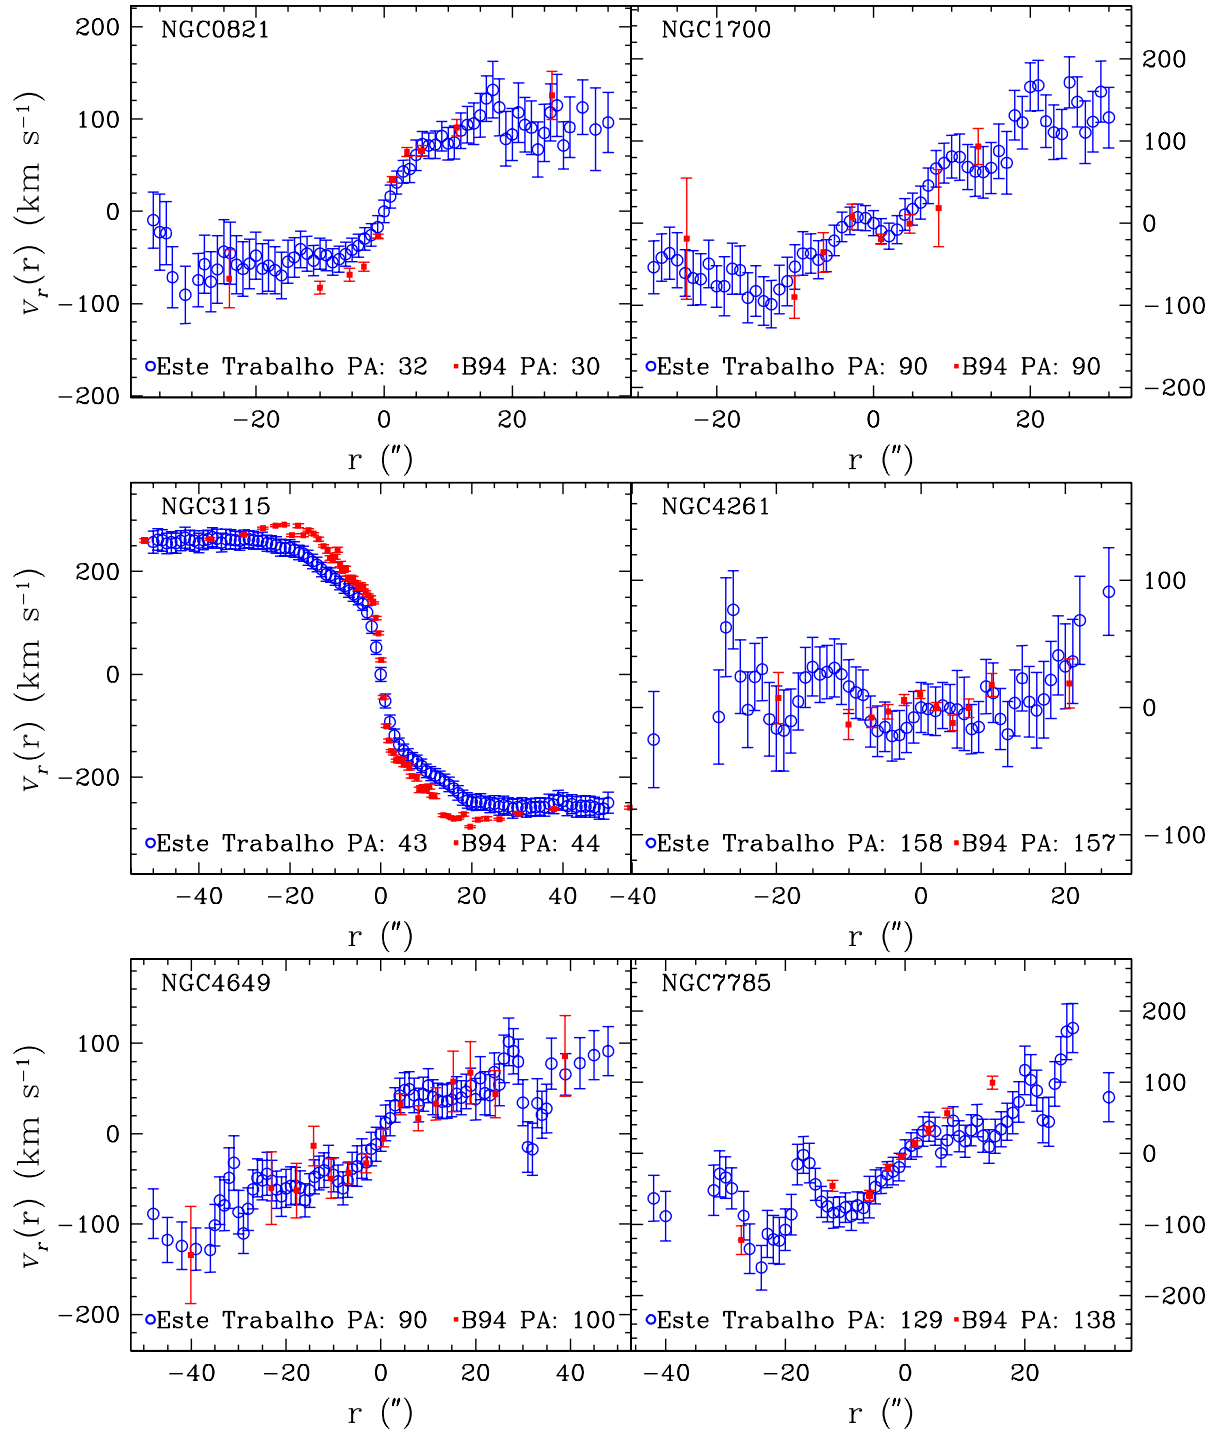 NGC0821
NGC1700
200
100
0
−100
−200
200
100
0
−100
−200
v_r(r) (km s⁻¹)
Este Trabalho PA: 32 B94 PA: 30
Este Trabalho PA: 90 B94 PA: 90
−20 0 20
−20 0 20
r (″)
r (″)
NGC3115
NGC4261
200
0
−200
100
0
−100
v_r(r) (km s⁻¹)
Este Trabalho PA: 43 B94 PA: 44
Este Trabalho PA: 158 B94 PA: 157
−40 −20 0 20 40
−40 −20 0 20
r (″)
r (″)
NGC4649
NGC7785
100
0
−100
−200
200
100
0
−100
−200
v_r(r) (km s⁻¹)
Este Trabalho PA: 90 B94 PA: 100
Este Trabalho PA: 129 B94 PA: 138
−40 −20 0 20 40
−40 −20 0 20
r (″)
r (″)